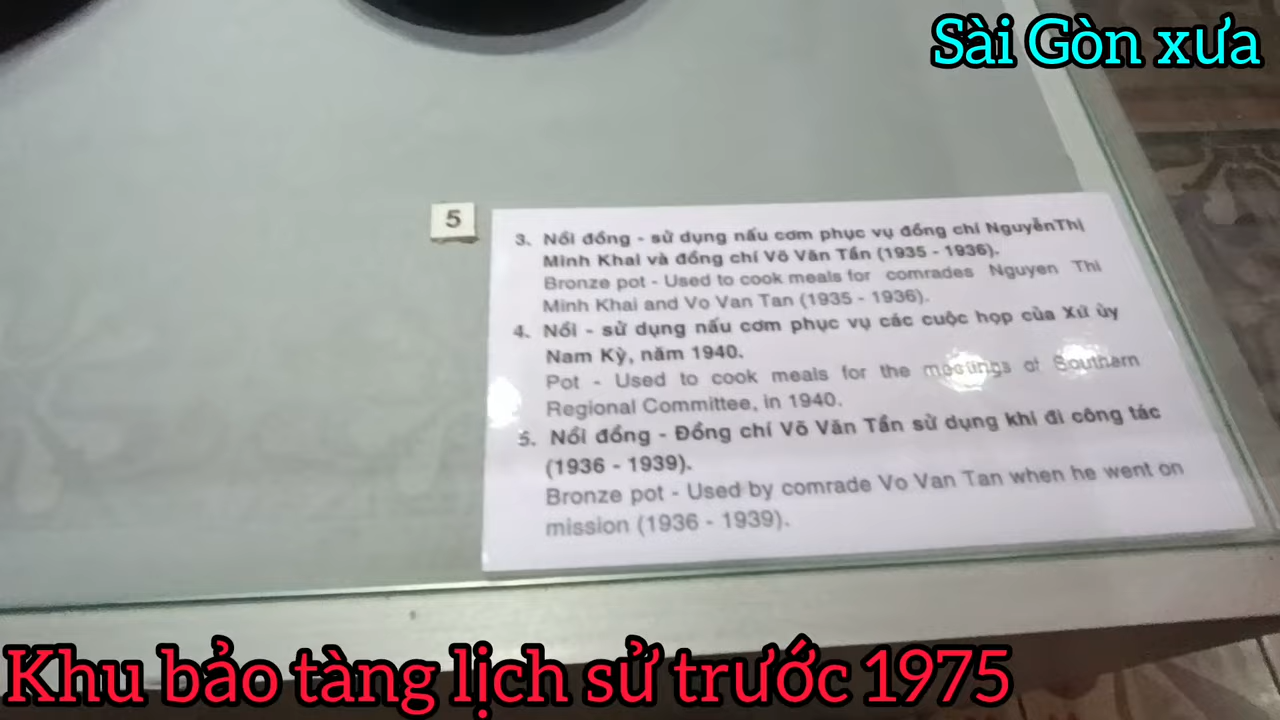 Sài Gòn xưa
5
3. Nồi đồng - sử dụng nấu cơm phục vụ đồng chí NguyễnThị
Minh Khai và đồng chí Võ Văn Tần (1935 - 1936).
Bronze pot - Used to cook meals for comrades Nguyen Thi
Minh Khai and Vo Van Tan (1935 - 1936).
4. Nồi - sử dụng nấu cơm phục vụ các cuộc họp của Xứ ủy
Nam Kỳ, năm 1940.
Pot - Used to cook meals for the meetings of Southern
Regional Committee, in 1940.
5. Nồi đồng - Đồng chí Võ Văn Tần sử dụng khi đi công tác
(1936 - 1939).
Bronze pot - Used by comrade Vo Van Tan when he went on
mission (1936 - 1939).
Khu bảo tàng lịch sử trước 1975